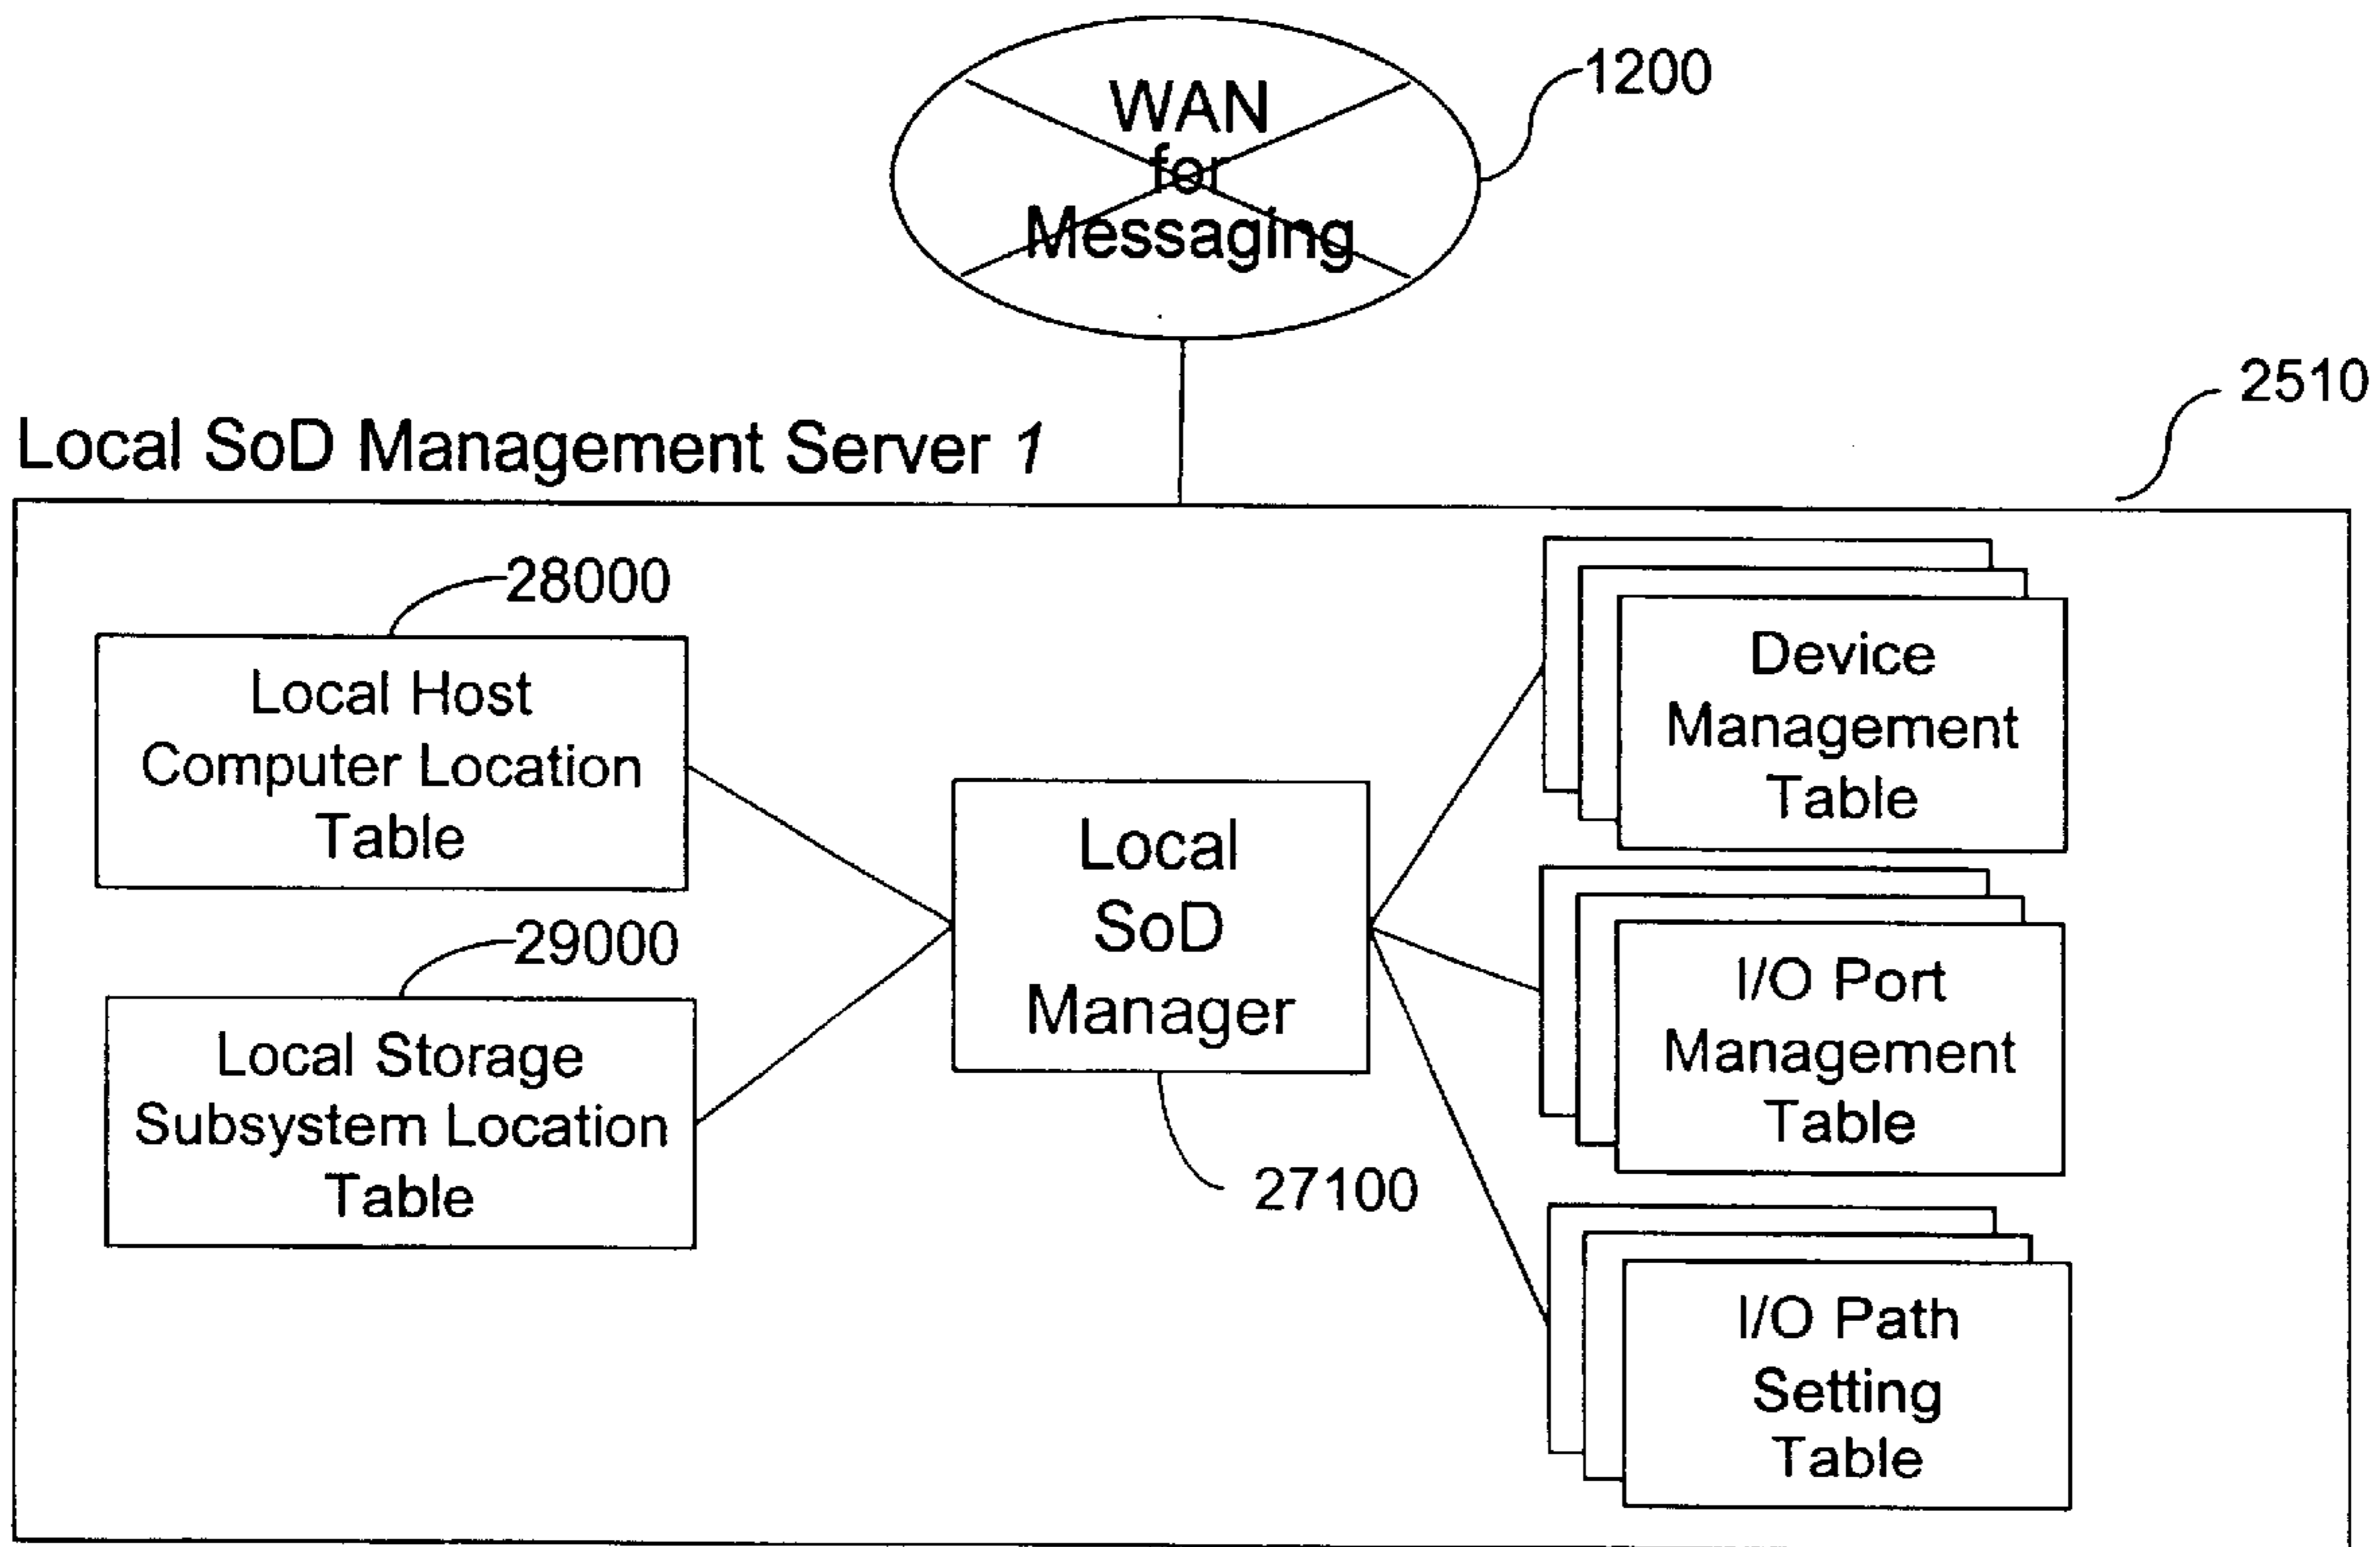 WAN
for
Messaging
1200
2510
Local SoD Management Server 1
28000
Local Host
Computer Location
Table
29000
Local Storage
Subsystem Location
Table
Local
SoD
Manager
27100
Device
Management
Table
I/O Port
Management
Table
I/O Path
Setting
Table